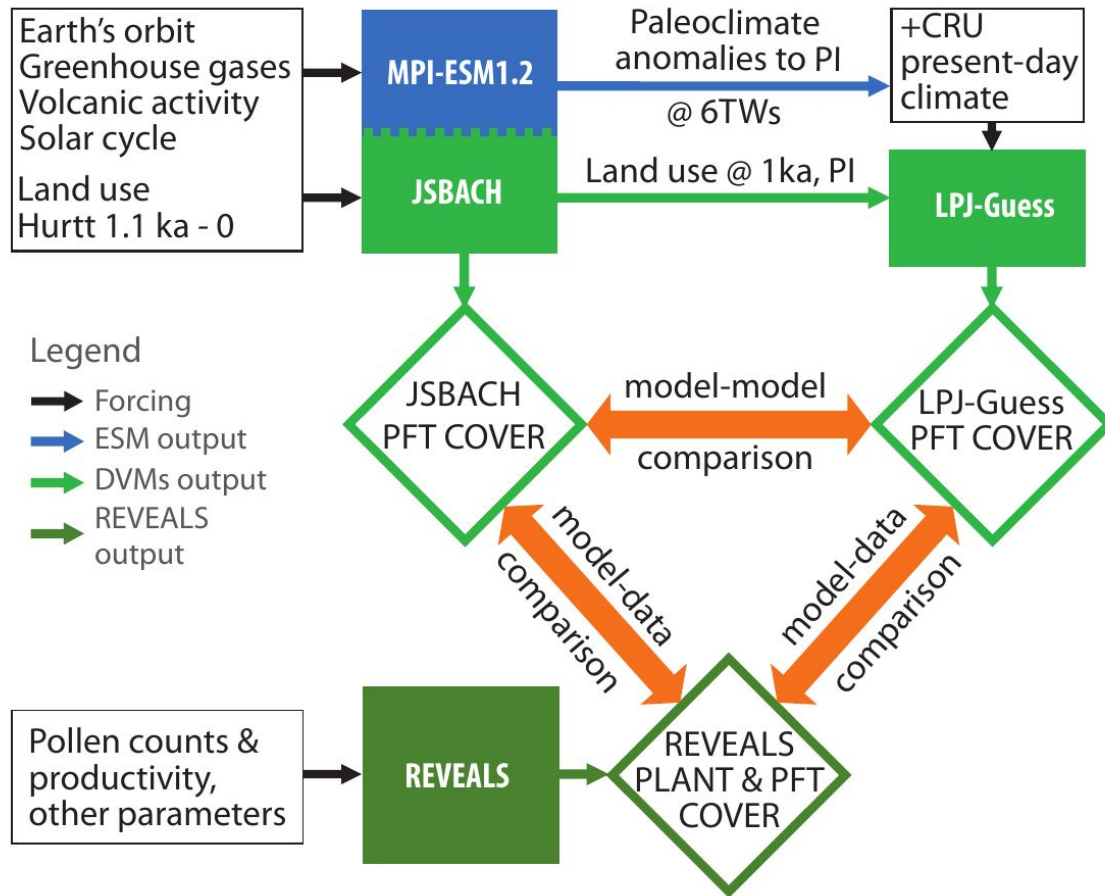 Earth's orbit
Greenhouse gases
Volcanic activity
Solar cycle
Land use
Hurtt 1.1 ka - 0
MPI-ESM1.2
JSBACH
Paleoclimate
anomalies to PI
@ 6TWs
Land use @ 1ka, PI
+CRU
present-day
climate
LPJ-Guess
Legend
Forcing
ESM output
DVMs output
REVEALS
output
JSBACH
PFT COVER
model-model
comparison
LPJ-Guess
PFT COVER
model-data
comparison
model-data
comparison
Pollen counts &
productivity,
other parameters
REVEALS
REVEALS
PLANT & PFT
COVER